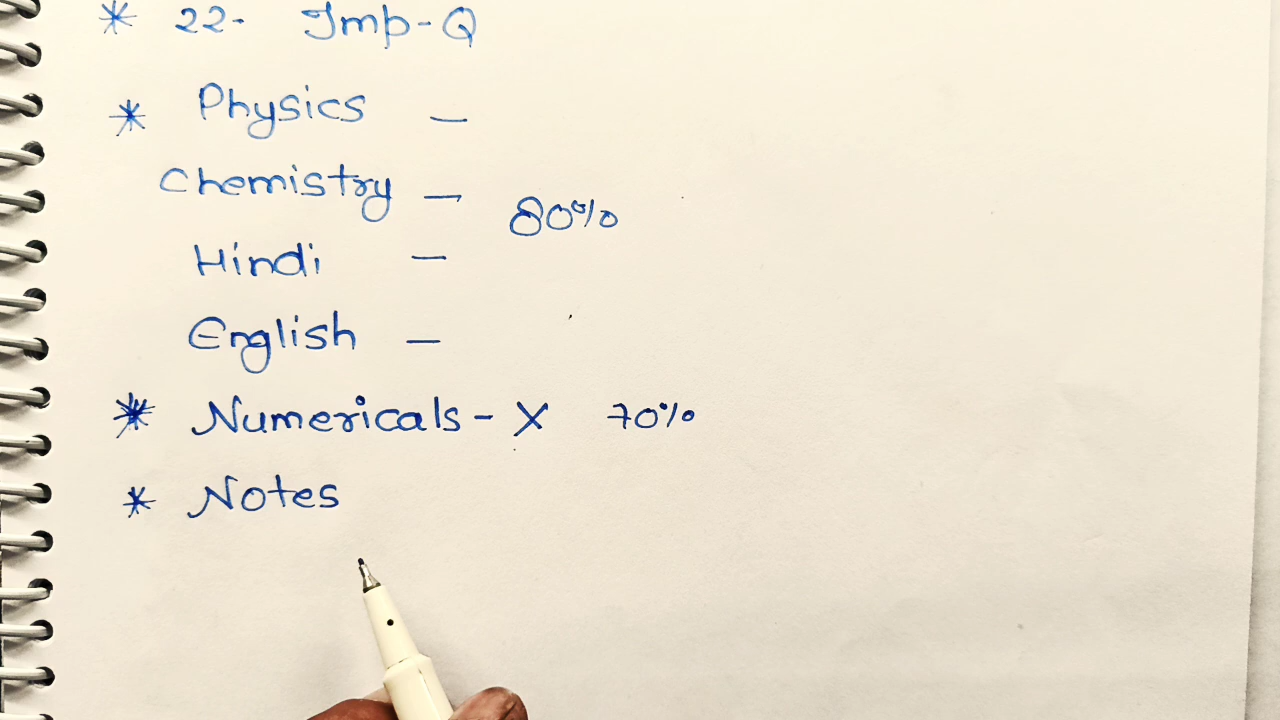 * 22- Imp-Q
* Physics -
Chemistry - 80%
Hindi -
English -
* Numericals - X 70%
* Notes